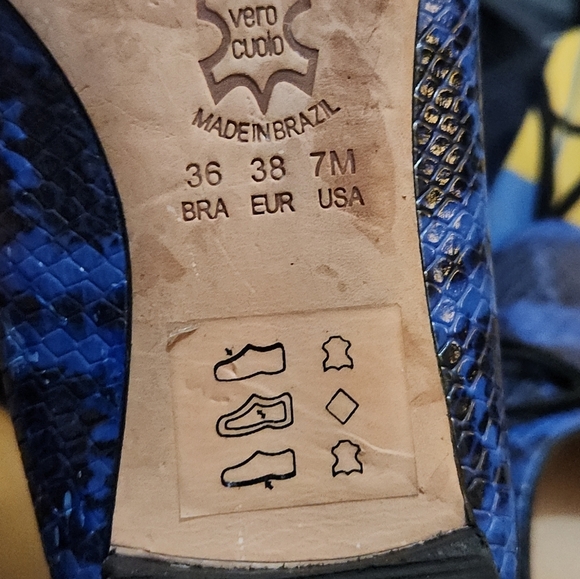 vero
cuoio
MADE IN BRAZIL
36 38 7M
BRA EUR USA